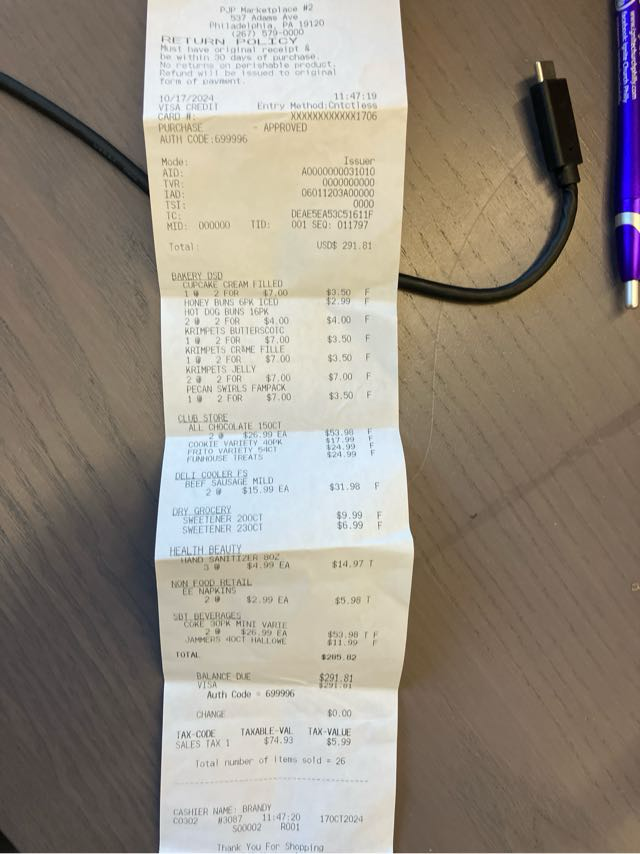 PJP Marketplace #2
537 Adams Ave
Philadelphia, PA 19120
(267) 579-0000
RETURN POLICY
Must have original receipt &
be within 30 days of purchase.
No returns on perishable product.
Refund will be issued to original
form of payment.
10/17/2024 11:47:19
VISA CREDIT Entry Method:Cntctless
CARD #: XXXXXXXXXXXX1706
PURCHASE - APPROVED
AUTH CODE:699996
Mode: Issuer
AID: A0000000031010
TVR: 0000000000
IAD: 06011203A00000
TSI: 0000
TC: DEAE5EA53C51611F
MID: 000000 TID: 001 SEQ: 011797
Total: USD$ 291.81
BAKERY DSD
CUPCAKE CREAM FILLED
1 @ 2 FOR $7.00 $3.50 F
HONEY BUNS 6PK ICED $2.99 F
HOT DOG BUNS 16PK
2 @ 2 FOR $4.00 $4.00 F
KRIMPETS BUTTERSCOTC
1 @ 2 FOR $7.00 $3.50 F
KRIMPETS CREME FILLE
1 @ 2 FOR $7.00 $3.50 F
KRIMPETS JELLY
2 @ 2 FOR $7.00 $7.00 F
PECAN SWIRLS FAMPACK
1 @ 2 FOR $7.00 $3.50 F
CLUB STORE
ALL CHOCOLATE 150CT
2 @ $26.99 EA $53.98 F
COOKIE VARIETY 40PK $17.99 F
FRITO VARIETY 54CT $24.99 F
FUNHOUSE TREATS $24.99 F
DELI COOLER FS
BEEF SAUSAGE MILD
2 @ $15.99 EA $31.98 F
DRY GROCERY
SWEETENER 200CT $9.99 F
SWEETENER 230CT $6.99 F
HEALTH BEAUTY
HAND SANITIZER 8OZ
3 @ $4.99 EA $14.97 T
NON FOOD RETAIL
EE NAPKINS
2 @ $2.99 EA $5.98 T
SBT BEVERAGES
COKE 30PK MINI VARIE
2 @ $26.99 EA $53.98 T F
JAMMERS 40CT HALLOWE $11.99 F
TOTAL $285.82
BALANCE DUE $291.81
VISA $291.81
Auth Code = 699996
CHANGE $0.00
TAX-CODE TAXABLE-VAL TAX-VALUE
SALES TAX 1 $74.93 $5.99
Total number of items sold = 26
CASHIER NAME: BRANDY
C0302 #3087 11:47:20 17OCT2024
S00002 R001
Thank You For Shopping
www.ignitechurchphilly.com
facebook: Ignite Church Philly